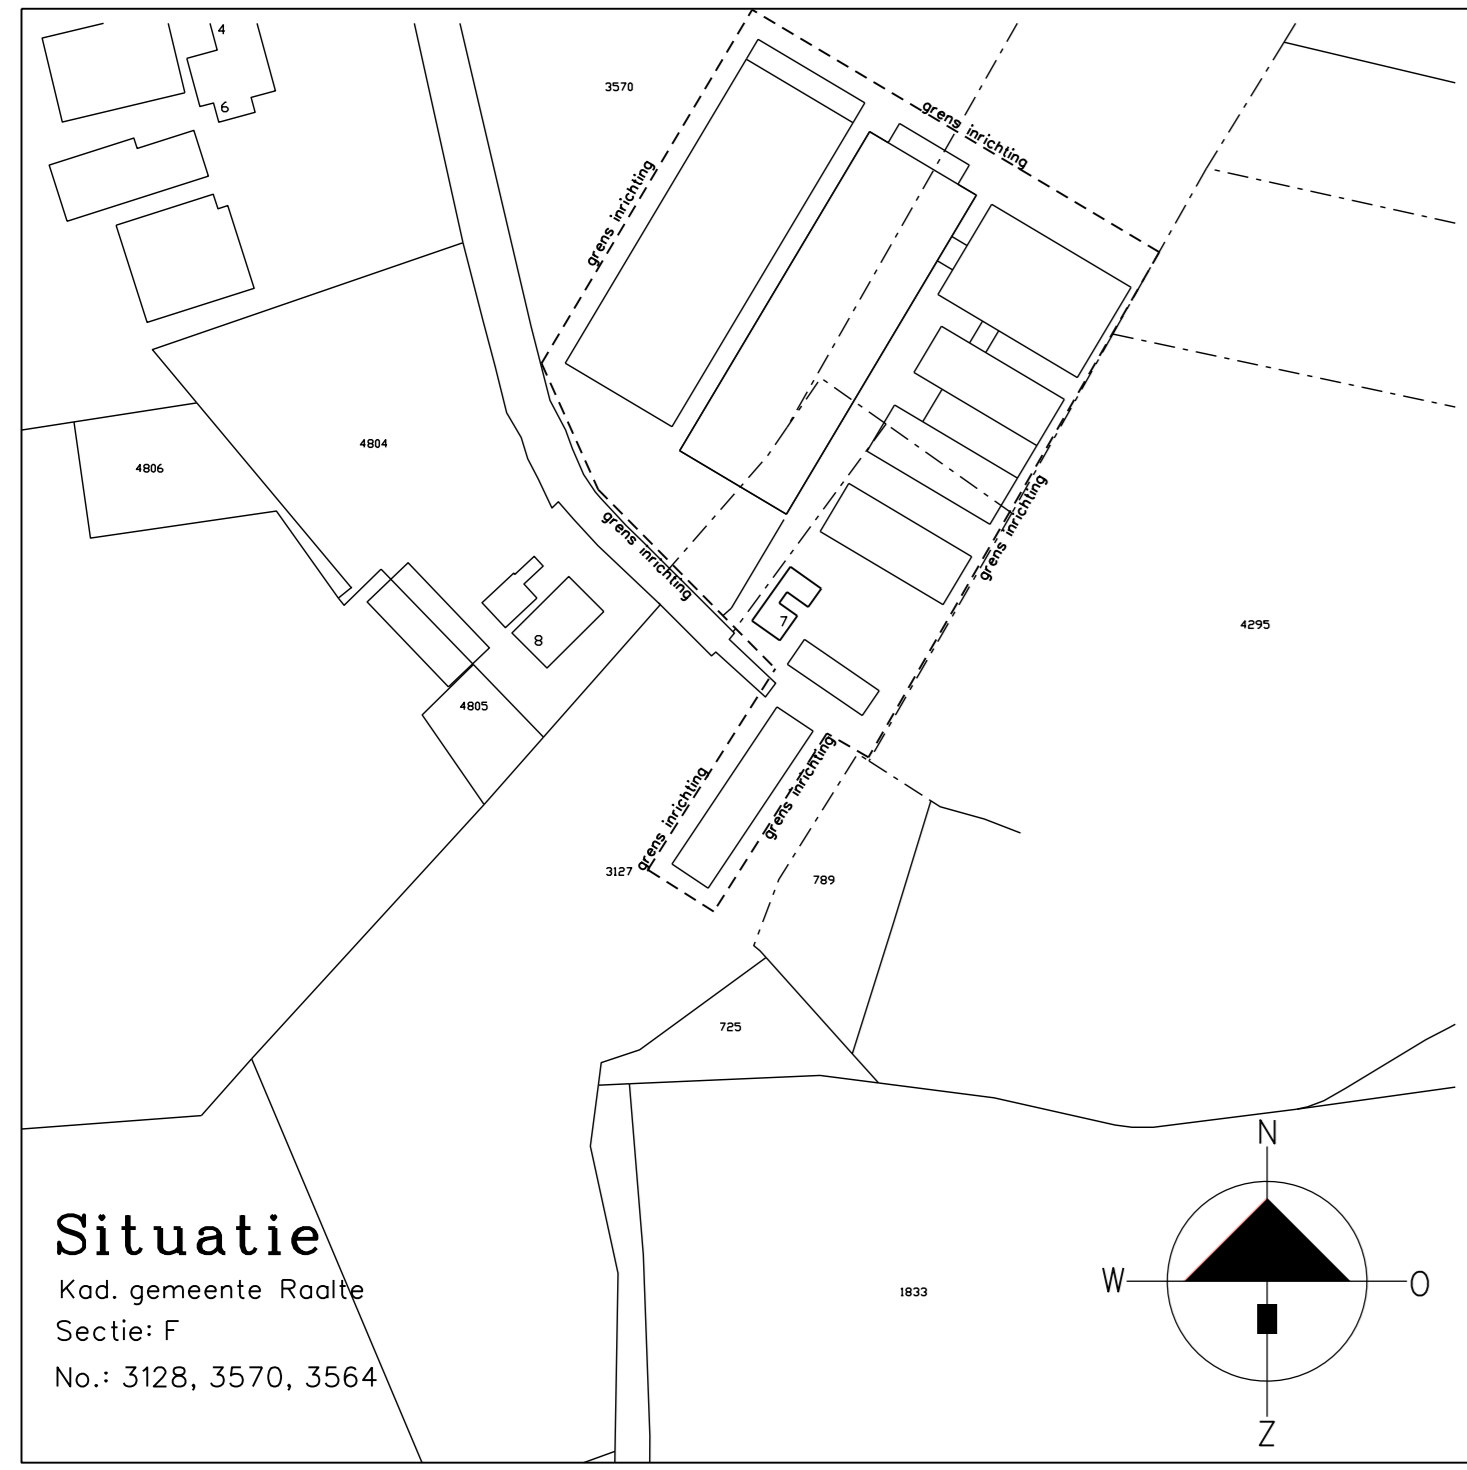 4
6
3570
grens inrichting
grens inrichting
4804
4806
grens inrichting
grens inrichting
7
8
4295
4805
grens inrichting
grens inrichting
3127
789
725
1833
N
W
O
Z
Situatie
Kad. gemeente Raalte
Sectie: F
No.: 3128, 3570, 3564